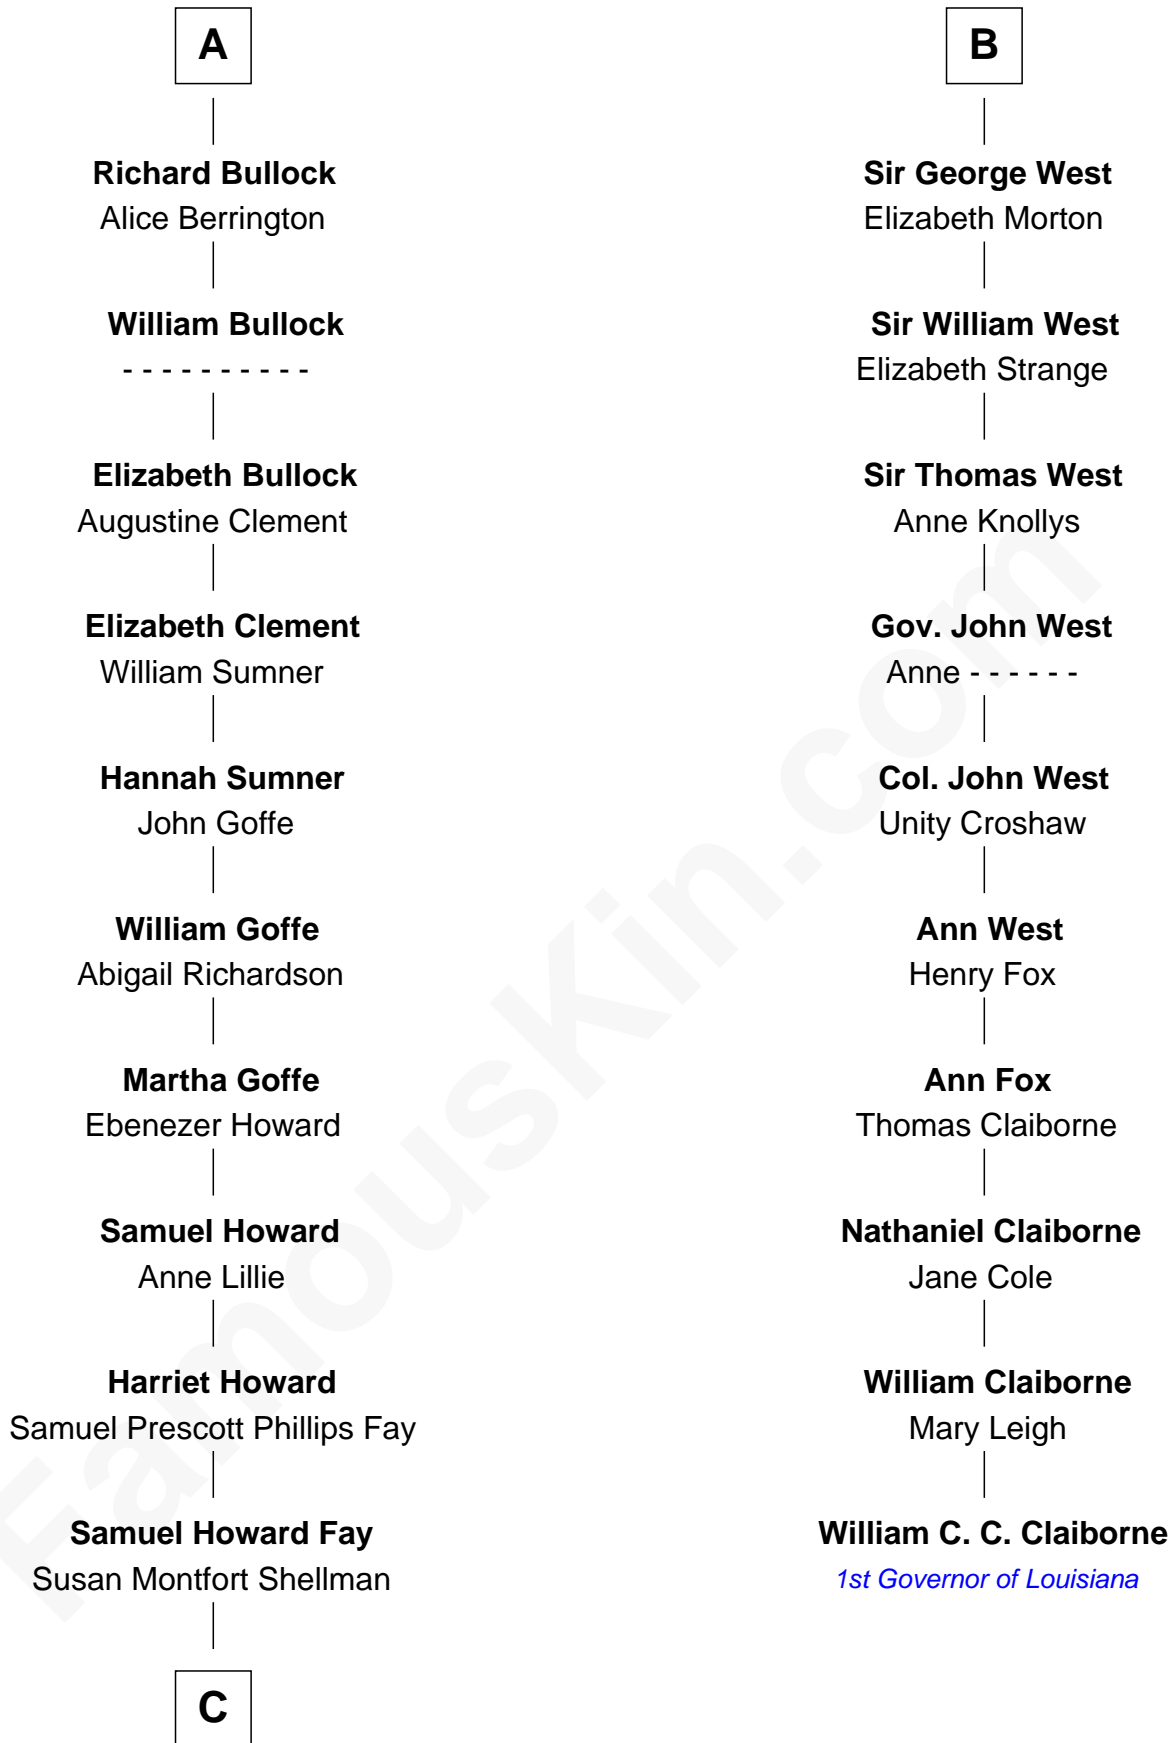 A
Richard Bullock
Alice Berrington
William Bullock
- - - - - - - - - -
Elizabeth Bullock
Augustine Clement
Elizabeth Clement
William Sumner
Hannah Sumner
John Goffe
William Goffe
Abigail Richardson
Martha Goffe
Ebenezer Howard
Samuel Howard
Anne Lillie
Harriet Howard
Samuel Prescott Phillips Fay
Samuel Howard Fay
Susan Montfort Shellman
C
B
Sir George West
Elizabeth Morton
Sir William West
Elizabeth Strange
Sir Thomas West
Anne Knollys
Gov. John West
Anne - - - - - -
Col. John West
Unity Croshaw
Ann West
Henry Fox
Ann Fox
Thomas Claiborne
Nathaniel Claiborne
Jane Cole
William Claiborne
Mary Leigh
William C. C. Claiborne
1st Governor of Louisiana
FamousKin.com